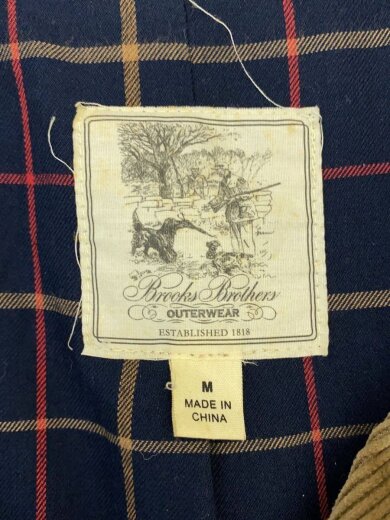 Brooks Brothers
OUTERWEAR
ESTABLISHED 1818
M
MADE IN
CHINA